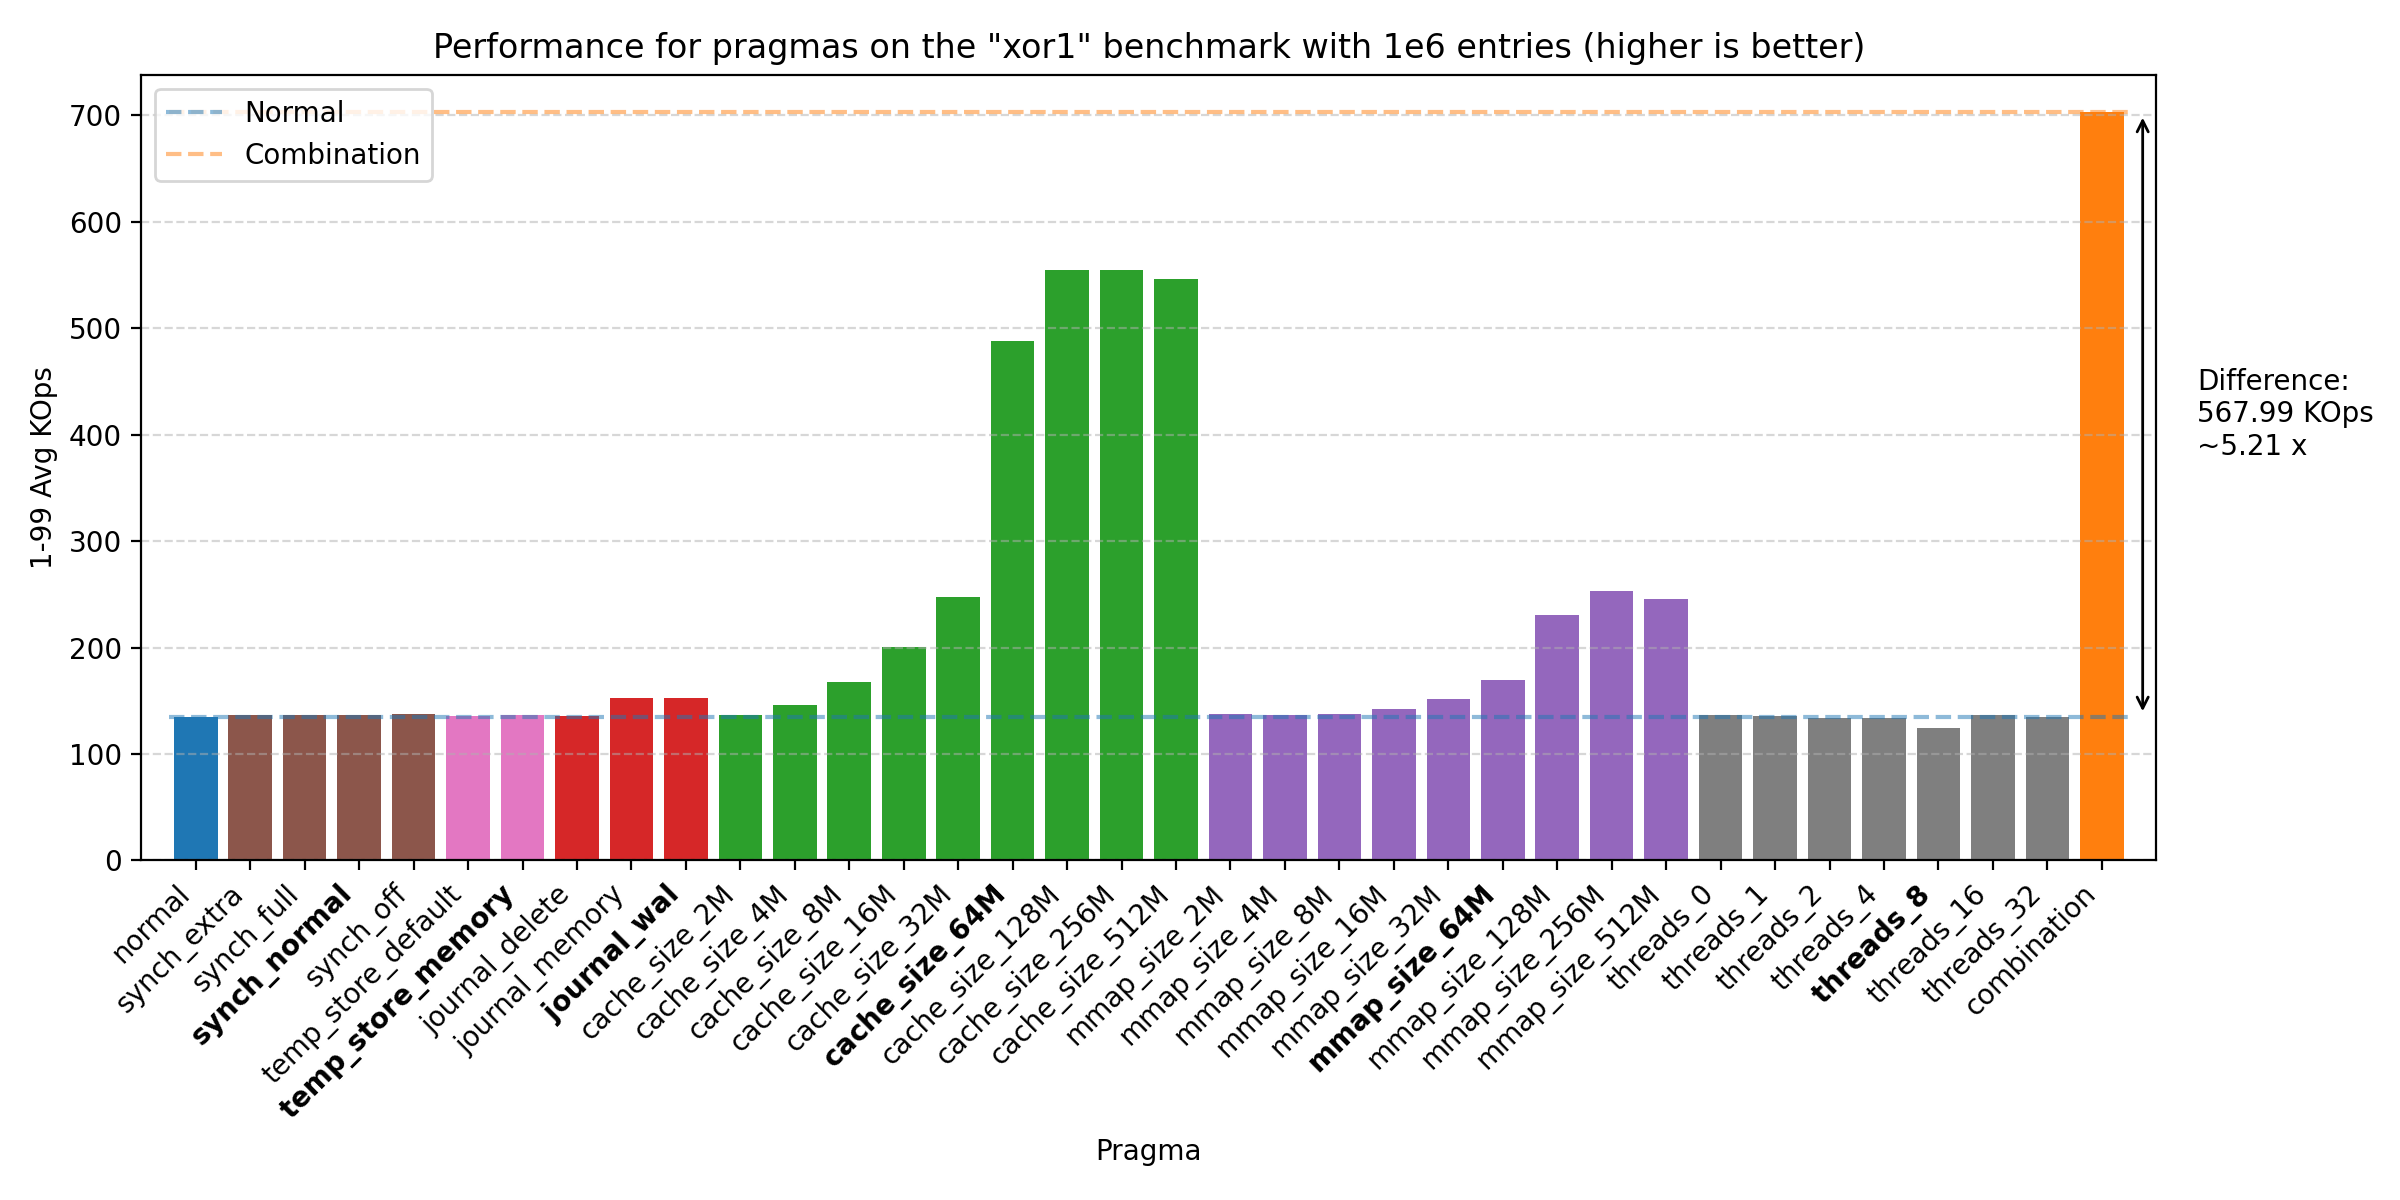 Performance for pragmas on the "xor1" benchmark with 1e6 entries (higher is better)
Normal
Combination
700
600
500
400
300
200
100
0
1-99 Avg KOps
Difference:
567.99 KOps
~5.21 x
normal
synch_extra
synch_full
synch_normal
synch_off
temp_store_default
temp_store_memory
journal_delete
journal_memory
journal_wal
cache_size_2M
cache_size_4M
cache_size_8M
cache_size_16M
cache_size_32M
cache_size_64M
cache_size_128M
cache_size_256M
cache_size_512M
mmap_size_2M
mmap_size_4M
mmap_size_8M
mmap_size_16M
mmap_size_32M
mmap_size_64M
mmap_size_128M
mmap_size_256M
mmap_size_512M
threads_0
threads_1
threads_2
threads_4
threads_8
threads_16
threads_32
combination
Pragma